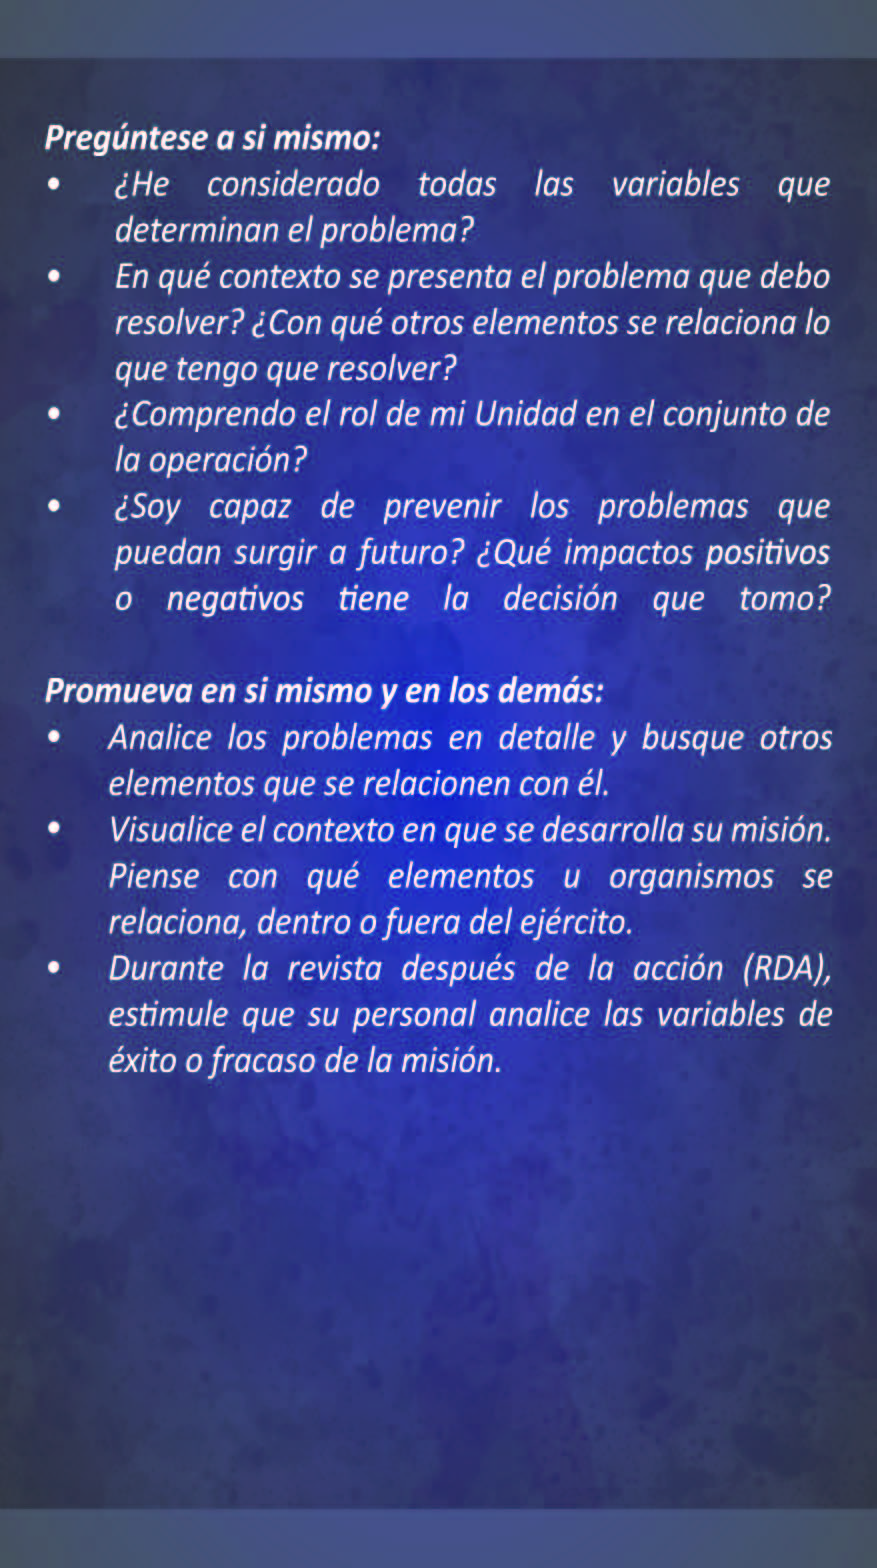 Pregúntese a si mismo:
• ¿He considerado todas las variables que
determinan el problema?
• En qué contexto se presenta el problema que debo
resolver? ¿Con qué otros elementos se relaciona lo
que tengo que resolver?
• ¿Comprendo el rol de mi Unidad en el conjunto de
la operación?
• ¿Soy capaz de prevenir los problemas que
puedan surgir a futuro? ¿Qué impactos positivos
o negativos tiene la decisión que tomo?
Promueva en si mismo y en los demás:
• Analice los problemas en detalle y busque otros
elementos que se relacionen con él.
• Visualice el contexto en que se desarrolla su misión.
Piense con qué elementos u organismos se
relaciona, dentro o fuera del ejército.
• Durante la revista después de la acción (RDA),
estimule que su personal analice las variables de
éxito o fracaso de la misión.